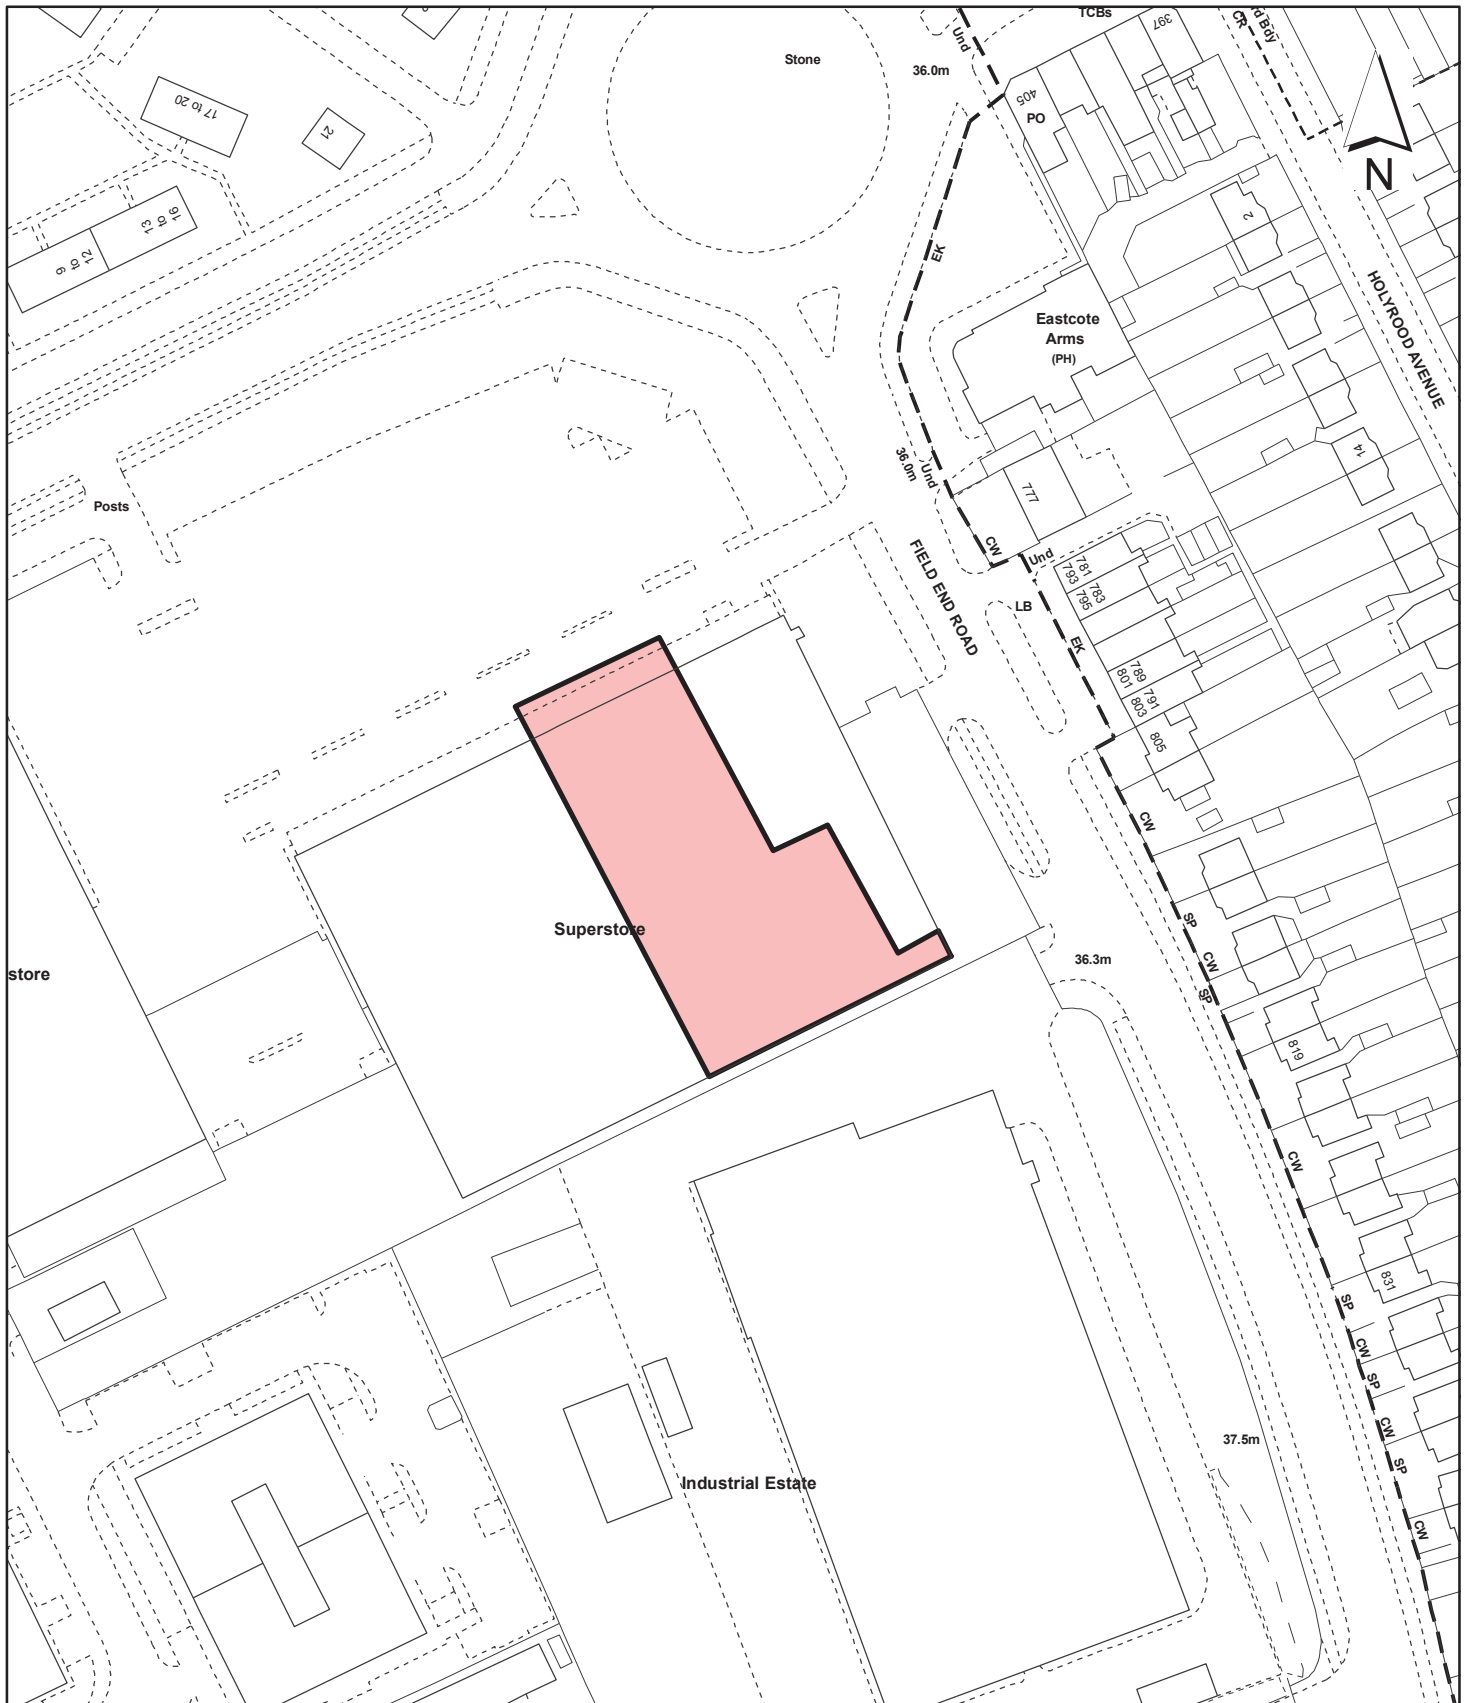 TCBs
397
CR
rd Bdy
Stone
Und
36.0m
405
PO
17 to 20
21
N
16
to
13
12
to
9
2
EK
HOLYROOD AVENUE
Eastcote
Arms
(PH)
14
36.0m
Und
777
Posts
FIELD END ROAD
CW
Und
781
793
783
795
LB
EK
789
801
791
803
805
CW
SP
Superstore
36.3m
CW
SP
store
819
CW
831
SP
CW
SP
CW
37.5m
SP
Industrial Estate
CW